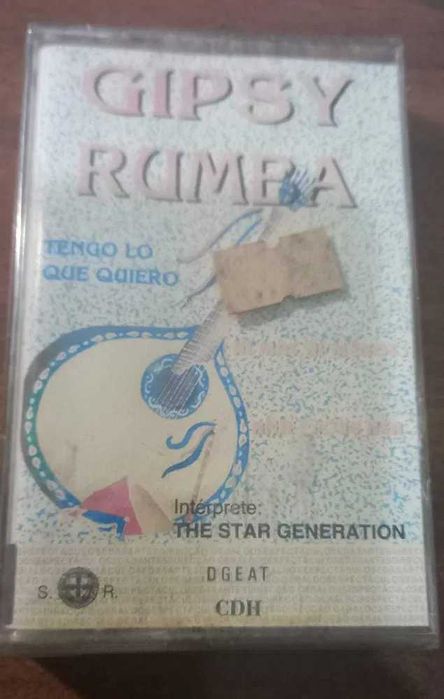 GIPSY
RUMBA
TENGO LO
QUE QUIERO
Intérprete:
THE STAR GENERATION
DGEAT
S. R.
CDH